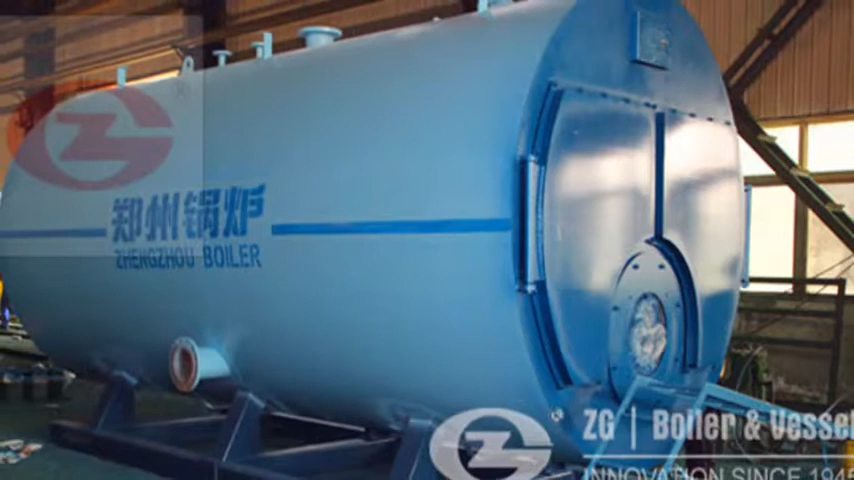 郑州锅炉
ZHENGZHOU BOILER
ZG | Boiler & Vessel
INNOVATION SINCE 1945